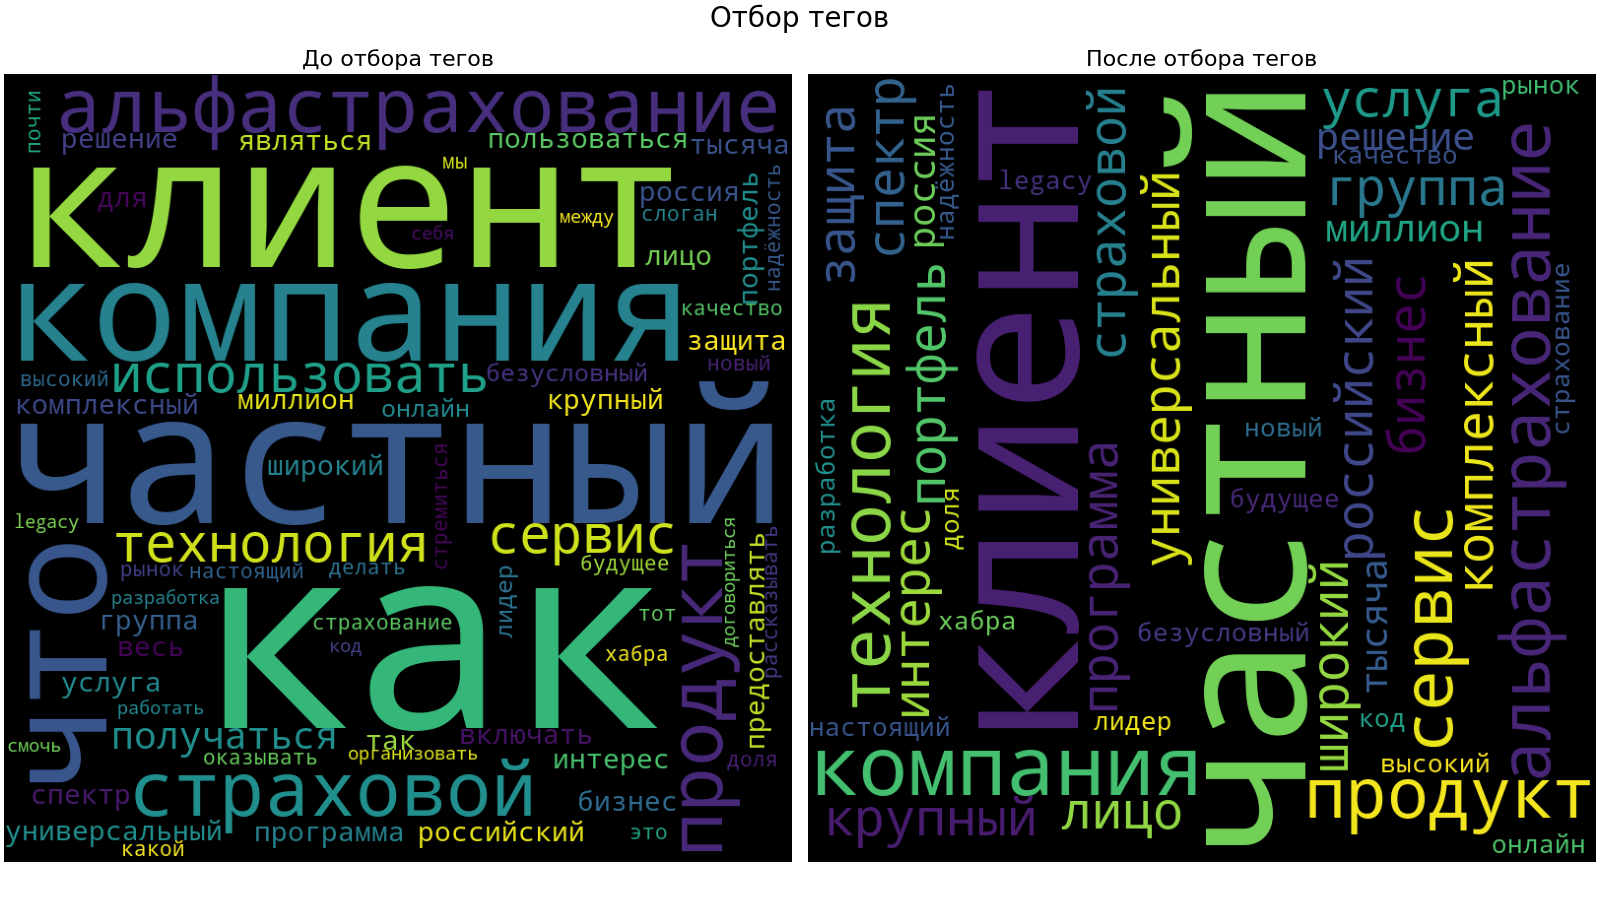 Отбор тегов
До отбора тегов
почти
альфастрахование
решение
являться
пользоваться
тысяча
мы
клиент
для
россия
между
слоган
себя
портфель
надёжность
лицо
компания
качество
защита
новый
высокий
использовать
безусловный
комплексный
миллион
онлайн
крупный
частный
широкий
стремиться
legacy
что
технология
сервис
рынок
настоящий
делать
будущее
лидер
продукт
договориться
предоставлять
рассказывать
разработка
как
группа
страхование
тот
весь
код
хабра
услуга
работать
смочь
получаться
так
включать
оказывать
организовать
интерес
доля
спектр
страховой
бизнес
универсальный
программа
российский
это
какой
После отбора тегов
защита
спектр
россия
надёжность
legacy
клиент
страховой
универсальный
частный
услуга
рынок
решение
качество
группа
миллион
альфастрахование
страхование
технология
портфель
российский
бизнес
комплексный
новый
разработка
доля
интерес
программа
будущее
хабра
безусловный
широкий
тысяча
сервис
настоящий
лидер
код
компания
высокий
крупный
лицо
продукт
онлайн